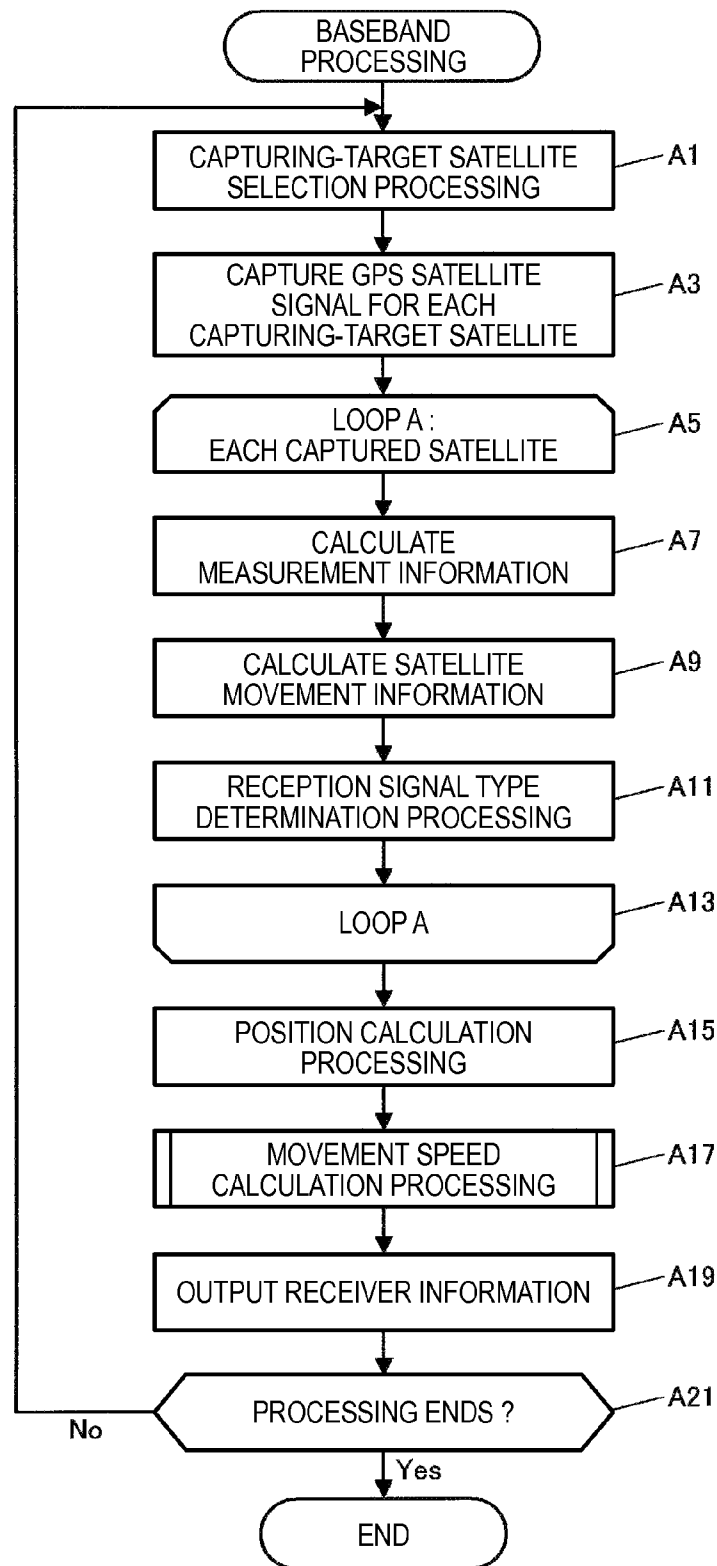 BASEBAND
PROCESSING
CAPTURING-TARGET SATELLITE
SELECTION PROCESSING
A1
CAPTURE GPS SATELLITE
SIGNAL FOR EACH
CAPTURING-TARGET SATELLITE
A3
LOOP A :
EACH CAPTURED SATELLITE
A5
CALCULATE
MEASUREMENT INFORMATION
A7
CALCULATE SATELLITE
MOVEMENT INFORMATION
A9
RECEPTION SIGNAL TYPE
DETERMINATION PROCESSING
A11
LOOP A
A13
POSITION CALCULATION
PROCESSING
A15
MOVEMENT SPEED
CALCULATION PROCESSING
A17
OUTPUT RECEIVER INFORMATION
A19
PROCESSING ENDS ?
A21
No
Yes
END